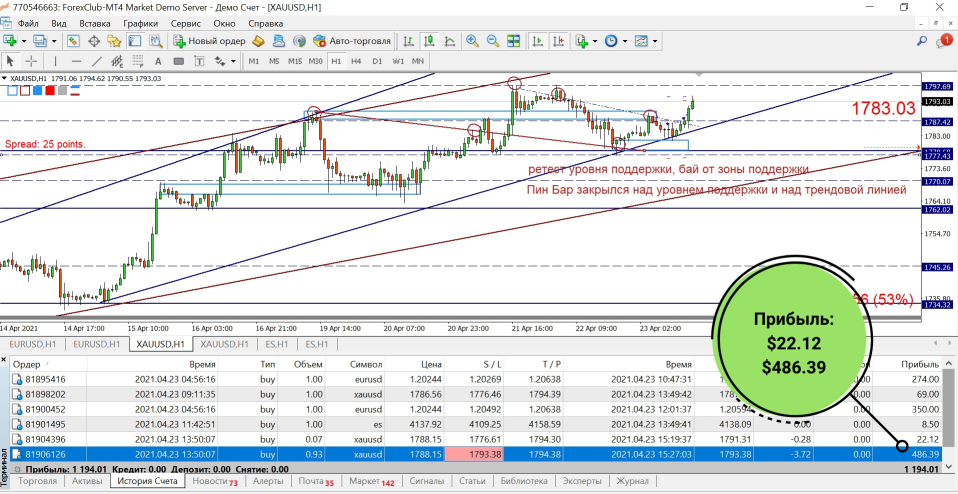 770546663: ForexClub-MT4 Market Demo Server - Демо Счет - [XAUUSD,H1]
Файл Вид Вставка Графики Сервис Окно Справка
Новый ордер Авто-торговля 1
A T M1 M5 M15 M30 H1 H4 D1 W1 MN
XAUUSD,H1 1791.06 1794.62 1790.55 1793.03
1797.69
1793.03
1783.03
1787.42
1783.00
Spread: 25 points.
1777.43
1773.60
ретест уровня поддержки, бай от зоны поддержки
1770.07
Пин Бар закрылся над уровнем поддержки и над трендовой линией
1764.10
1762.02
1754.70
1745.26
(53%)
1735.80
1734.32
14 Apr 2021 14 Apr 17:00 15 Apr 10:00 16 Apr 03:00 16 Apr 21:00 19 Apr 14:00 20 Apr 07:00 20 Apr 23:00 21 Apr 16:00 22 Apr 09:00 23 Apr 02:00
EURUSD,H1 EURUSD,H1 XAUUSD,H1 XAUUSD,H1 ES,H1 ES,H1
Прибыль:
$22.12
$486.39
Ордер Время Тип Объем Символ Цена S / L T / P Время Прибыль
81895416 2021.04.23 04:56:16 buy 1.00 eurusd 1.20244 1.20269 1.20638 2021.04.23 10:47:31 0.00 274.00
81898202 2021.04.23 09:11:35 buy 1.00 xauusd 1786.56 1776.46 1794.39 2021.04.23 13:49:42 0.00 69.00
81900452 2021.04.23 04:56:16 buy 1.00 eurusd 1.20244 1.20492 1.20638 2021.04.23 12:01:37 1.20594 0.00 350.00
81901495 2021.04.23 11:42:51 buy 1.00 es 4137.92 4109.25 4158.59 2021.04.23 13:49:41 4138.09 0.00 8.50
81904396 2021.04.23 13:50:07 buy 0.07 xauusd 1788.15 1776.61 1794.30 2021.04.23 15:19:37 1791.31 -0.28 0.00 22.12
81906126 2021.04.23 13:50:07 buy 0.93 xauusd 1788.15 1793.38 1794.38 2021.04.23 15:27:03 1793.38 -3.72 0.00 486.39
Прибыль: 1 194.01 Кредит: 0.00 Депозит: 0.00 Снятие: 0.00 1 194.01
Терминал
Торговля Активы История Счета Новости 73 Алерты Почта 35 Маркет 142 Сигналы Статьи Библиотека Эксперты Журнал